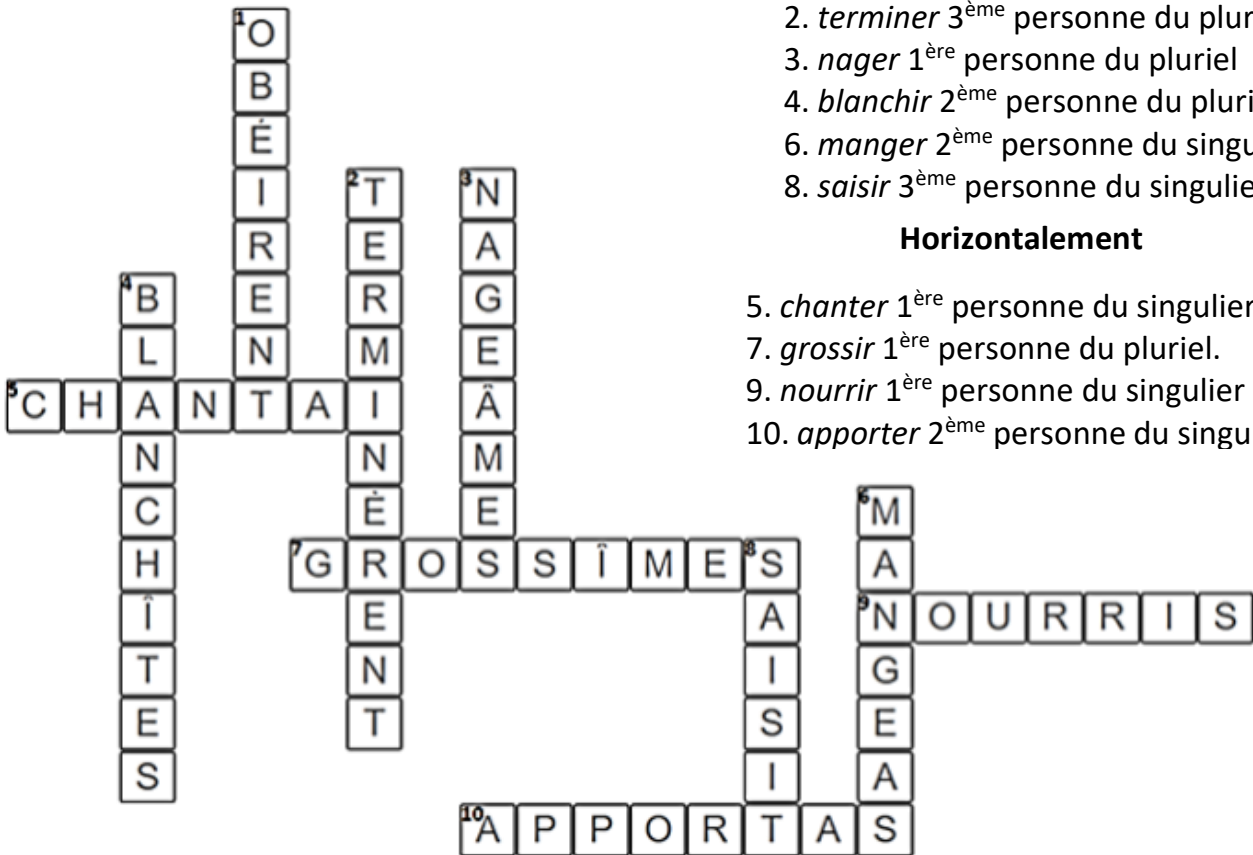 2. terminer 3ème personne du plur
3. nager 1ère personne du pluriel
4. blanchir 2ème personne du pluri
6. manger 2ème personne du singu
8. saisir 3ème personne du singulie
Horizontalement
5. chanter 1ère personne du singulier
7. grossir 1ère personne du pluriel.
9. nourrir 1ère personne du singulier
10. apporter 2ème personne du singu
1 OBÉIRENT
2 TERMINÈRENT
3 NAGEÂMES
4 BLANCHÎTES
5 CHANTAI
6 MANGEAS
7 GROSSÎMES
8 SAISIT
9 NOURRIS
10 APPORTAS